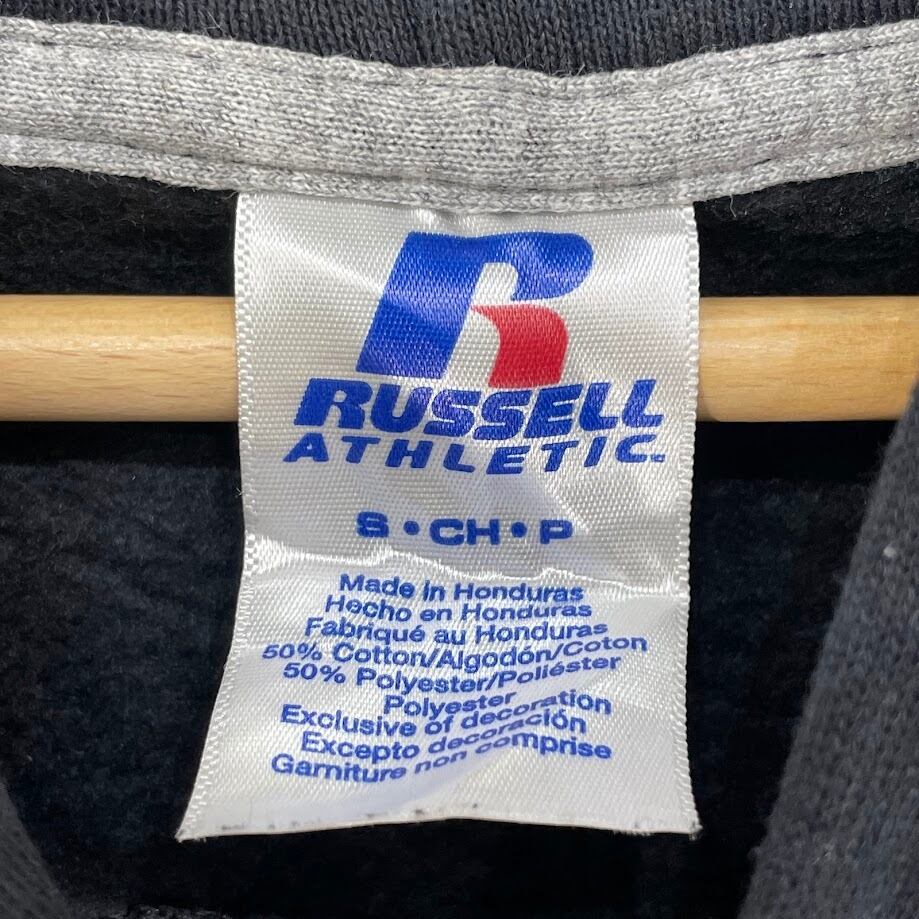 R
RUSSELL
ATHLETIC.
S • CH • P
Made in Honduras
Hecho en Honduras
Fabriqué au Honduras
50% Cotton/Algodón/Coton
50% Polyester/Poliéster
Polyester
Exclusive of decoration
Excepto decoración
Garniture non comprise